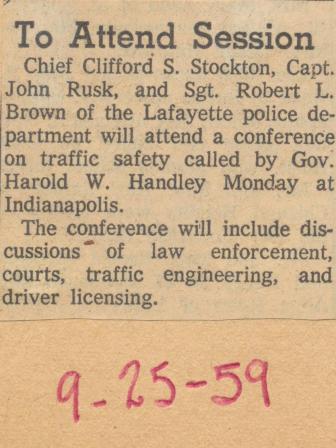 To Attend Session
Chief Clifford S. Stockton, Capt.
John Rusk, and Sgt. Robert L.
Brown of the Lafayette police de-
partment will attend a conference
on traffic safety called by Gov.
Harold W. Handley Monday at
Indianapolis.
The conference will include dis-
cussions of law enforcement,
courts, traffic engineering, and
driver licensing.
9-25-59